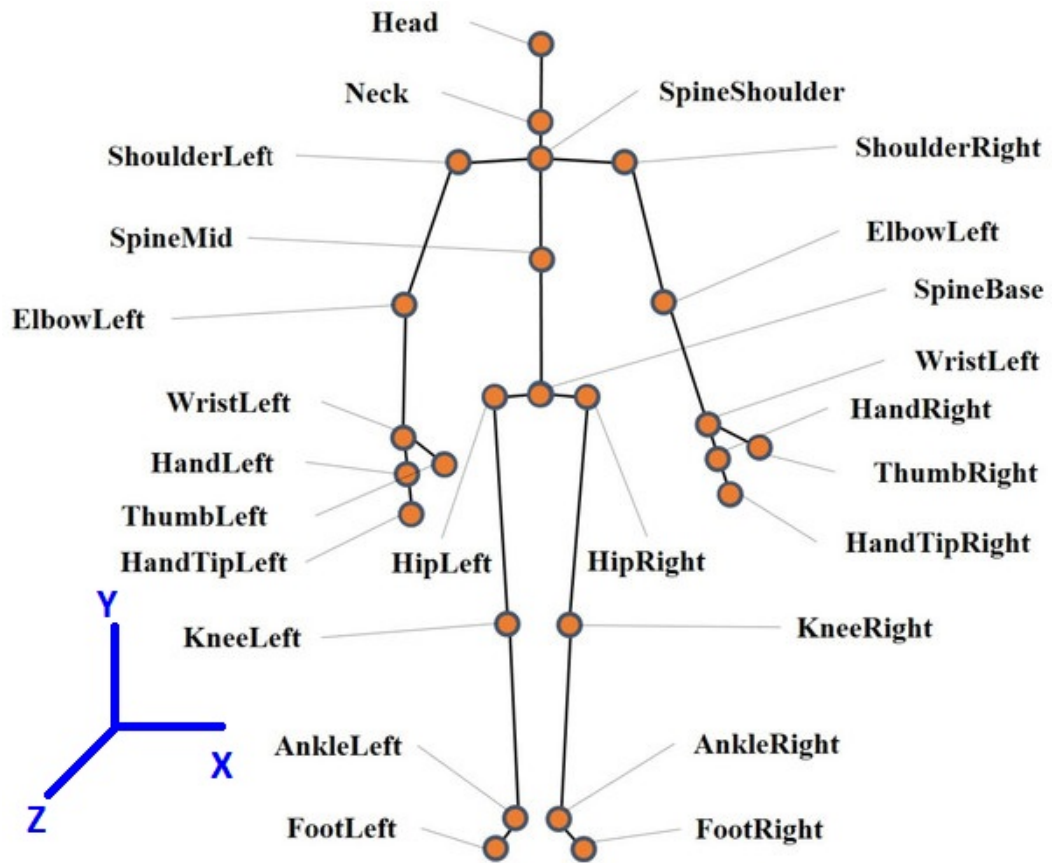 Head
Neck
SpineShoulder
ShoulderLeft
ShoulderRight
SpineMid
ElbowLeft
SpineBase
ElbowLeft
WristLeft
WristLeft
HandRight
HandLeft
ThumbRight
ThumbLeft
HandTipRight
HandTipLeft
HipLeft
HipRight
Y
KneeLeft
KneeRight
X
AnkleLeft
AnkleRight
Z
FootLeft
FootRight